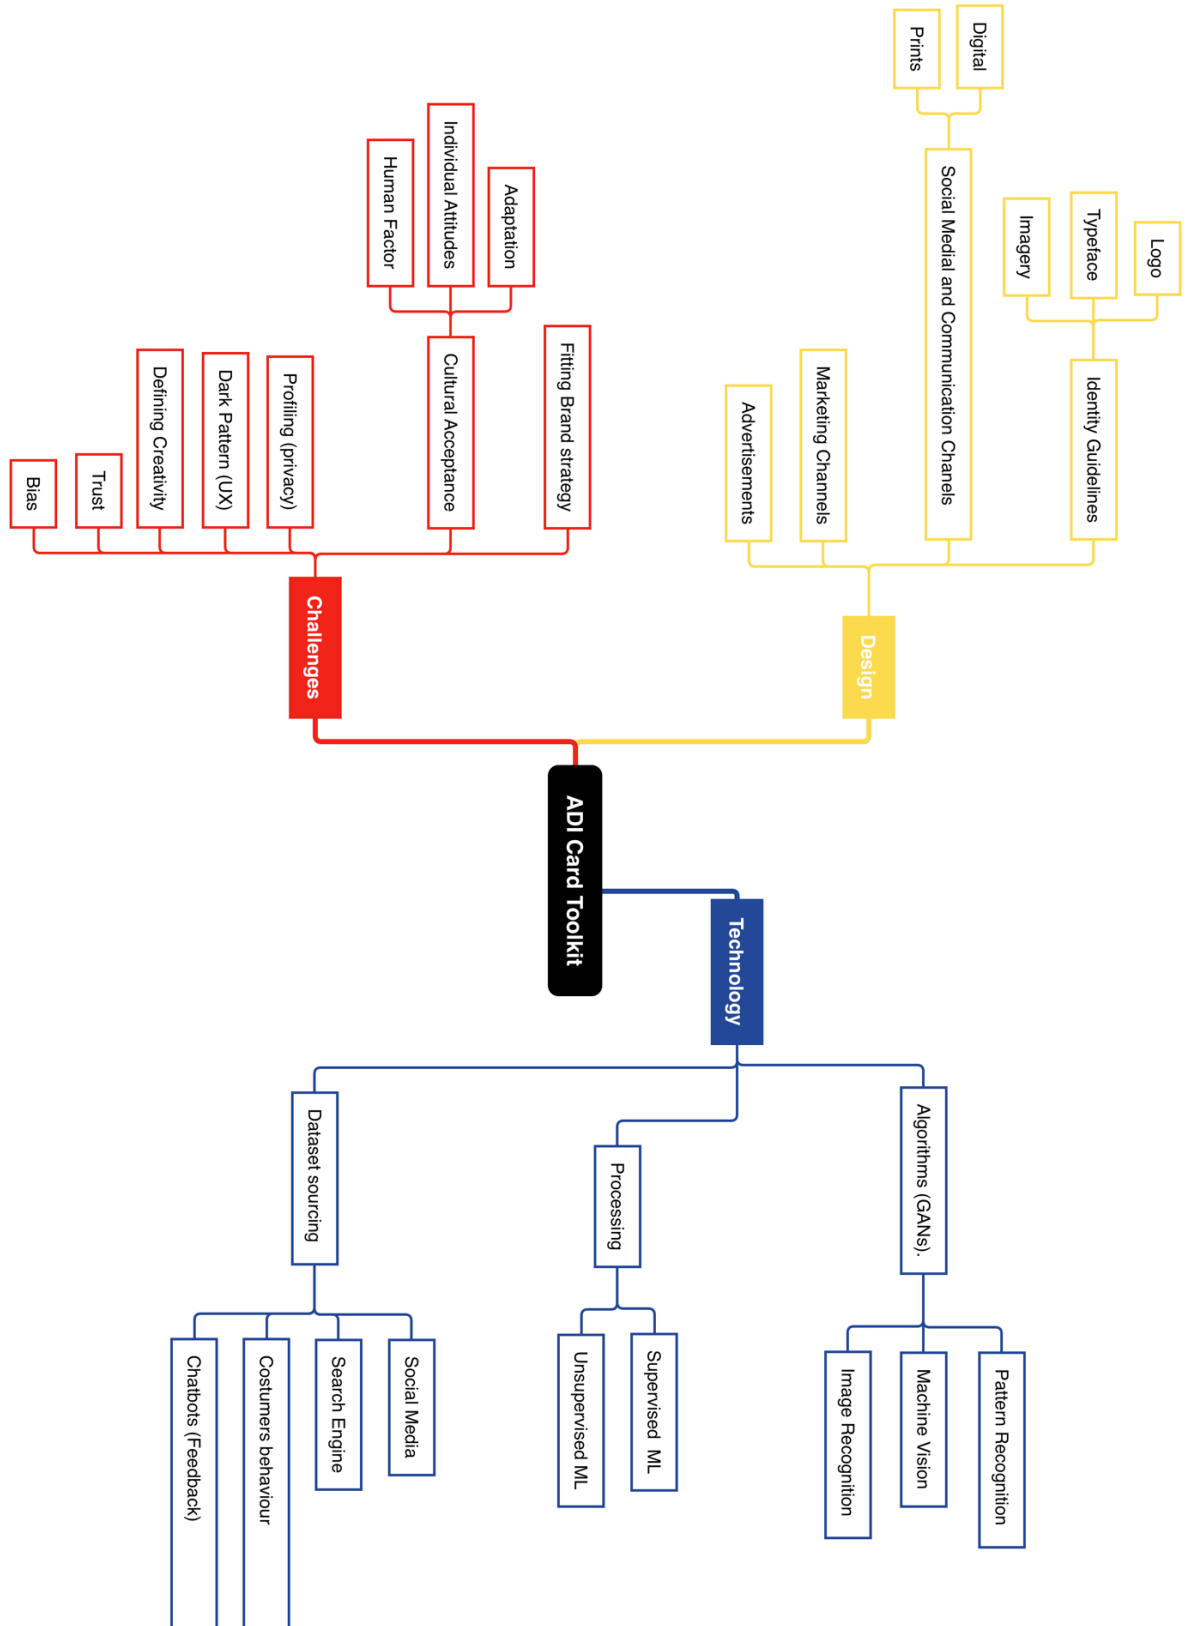 Logo
Typeface
Imagery
Identity Guidelines
Digital
Prints
Social Medial and Communication Chanels
Marketing Channels
Advertisements
Design
Fitting Brand strategy
Adaptation
Individual Attitudes
Human Factor
Cultural Acceptance
Profiling (privacy)
Dark Pattern (UX)
Defining Creativity
Trust
Bias
Challenges
ADI Card Toolkit
Technology
Algorithms (GANs).
Pattern Recognition
Machine Vision
Image Recognition
Processing
Supervised ML
Unsupervised ML
Dataset sourcing
Social Media
Search Engine
Costumers behaviour
Chatbots (Feedback)